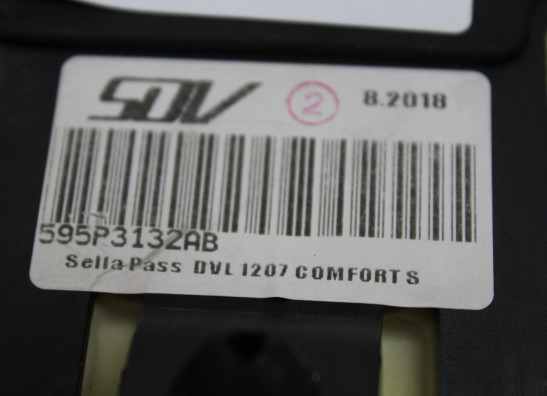 SDV 2 8.2018
595P3132AB
Sella Pass DVL 1207 COMFORT S